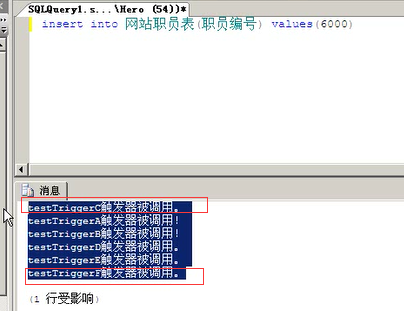 SQLQuery1.s...\Hero (54))*
insert into 网站职员表(职员编号) values(6000)
消息
testTriggerC触发器被调用。
testTriggerA触发器被调用!
testTriggerB触发器被调用!
testTriggerD触发器被调用。
testTriggerE触发器被调用。
testTriggerF触发器被调用。
(1 行受影响)